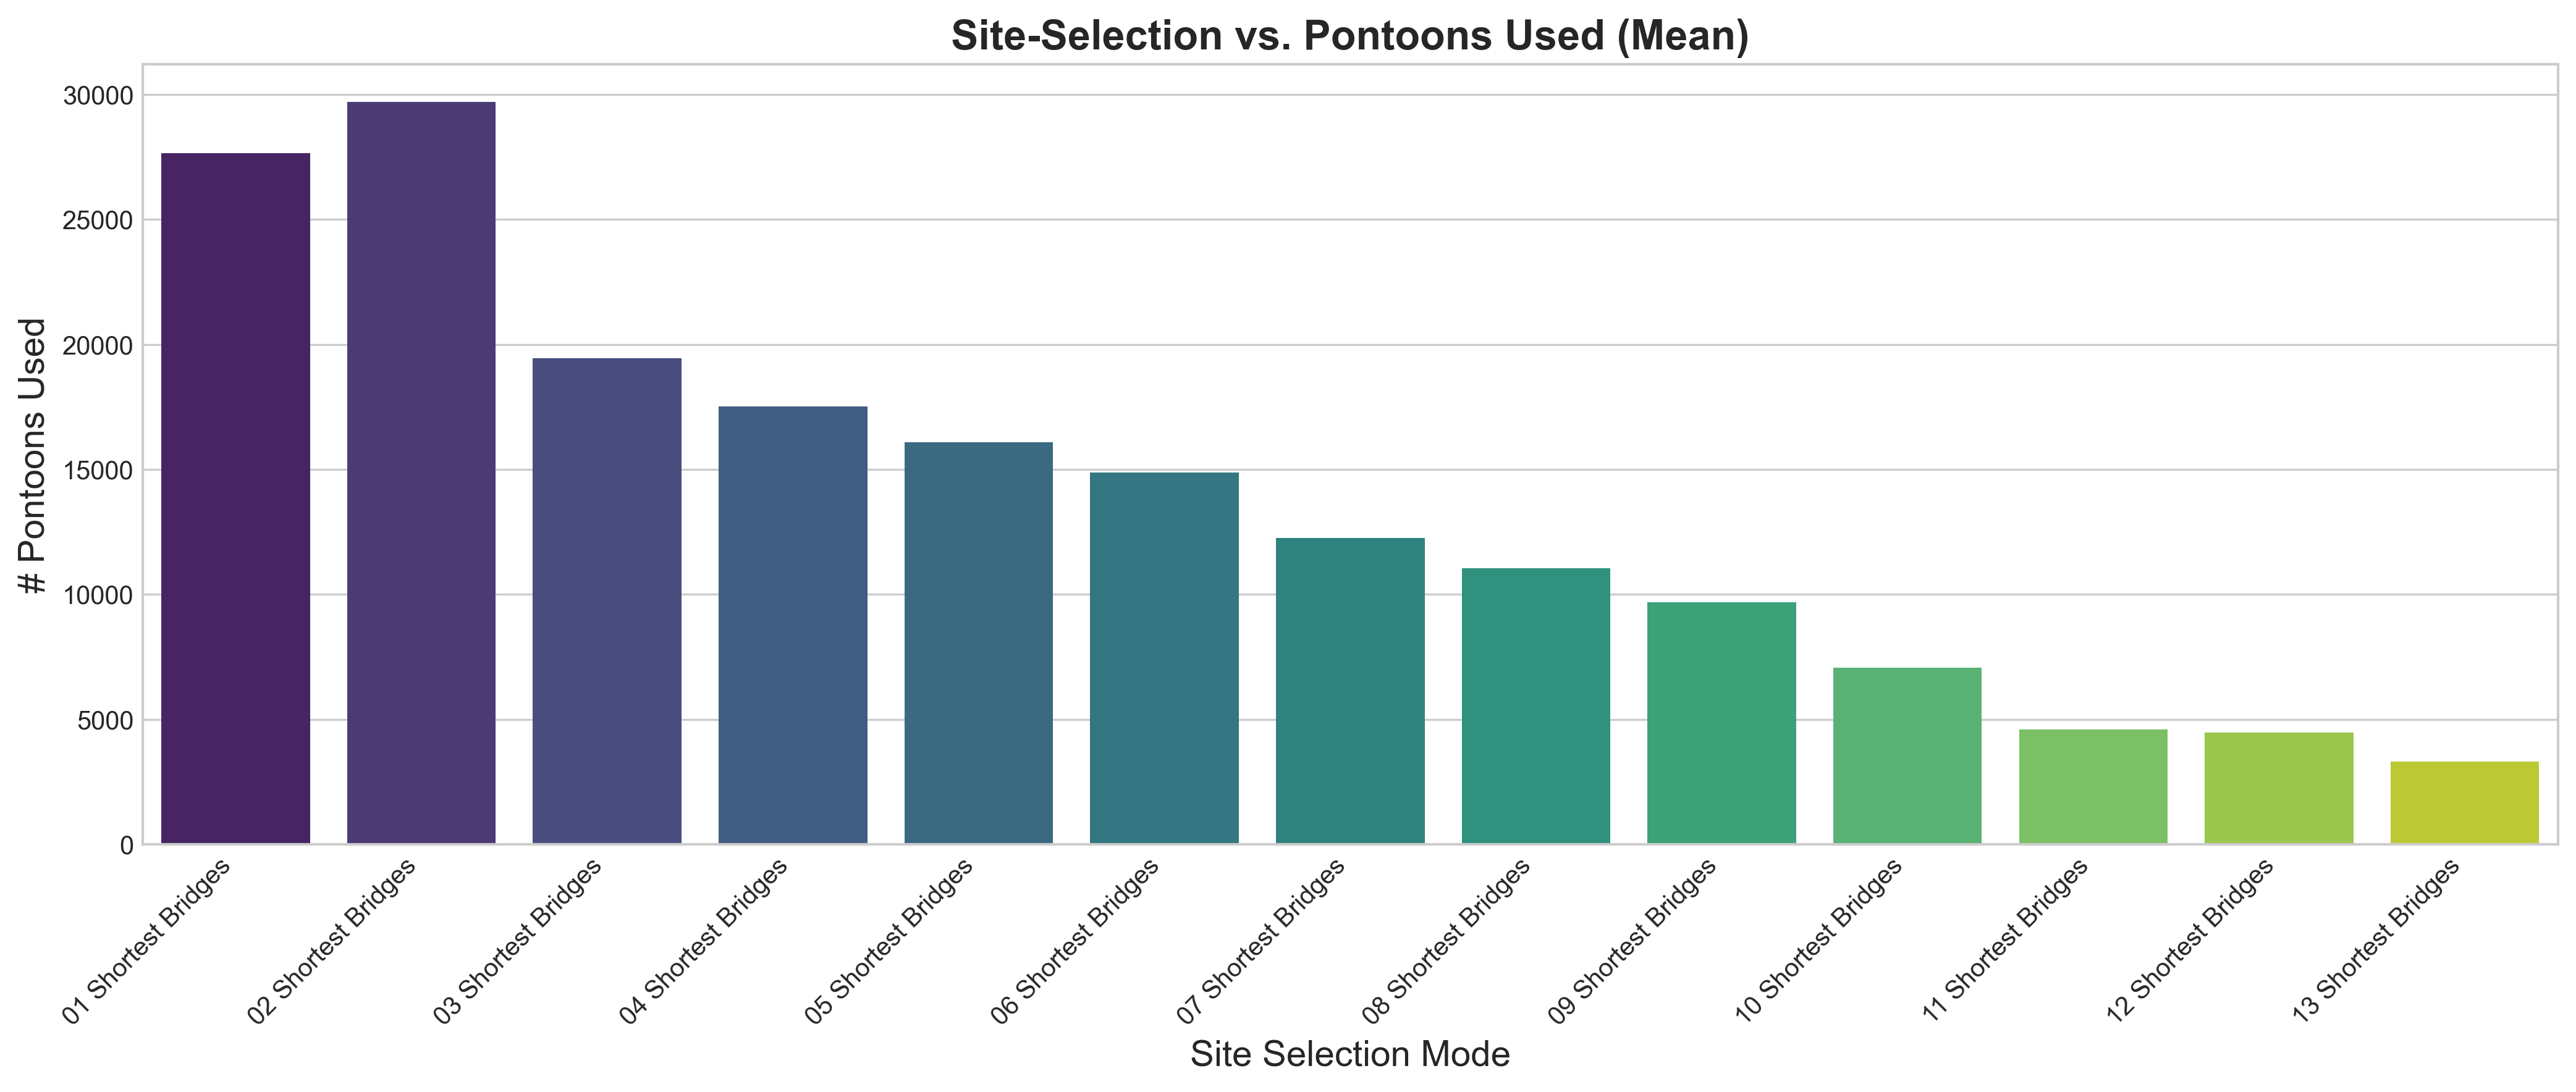 Site-Selection vs. Pontoons Used (Mean)
# Pontoons Used
30000
25000
20000
15000
10000
5000
0
01 Shortest Bridges
02 Shortest Bridges
03 Shortest Bridges
04 Shortest Bridges
05 Shortest Bridges
06 Shortest Bridges
07 Shortest Bridges
08 Shortest Bridges
09 Shortest Bridges
10 Shortest Bridges
11 Shortest Bridges
12 Shortest Bridges
13 Shortest Bridges
Site Selection Mode